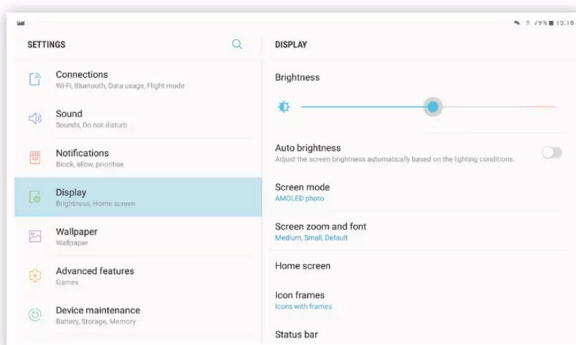 79% 10:18
SETTINGS
Connections
Wi-Fi, Bluetooth, Data usage, Flight mode
Sound
Sounds, Do not disturb
Notifications
Block, allow, prioritise
Display
Brightness, Home screen
Wallpaper
Wallpaper
Advanced features
Games
Device maintenance
Battery, Storage, Memory
DISPLAY
Brightness
Auto brightness
Adjust the screen brightness automatically based on the lighting conditions.
Screen mode
AMOLED photo
Screen zoom and font
Medium, Small, Default
Home screen
Icon frames
Icons with frames
Status bar